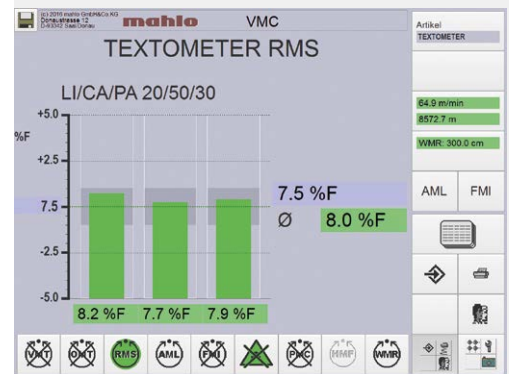 (c) 2016 mahlo GmbH&Co.KG
Donaustrasse 12
D-93342 Saal/Donau
mahlo
VMC
TEXTOMETER RMS
LI/CA/PA 20/50/30
+5.0
%F
+2.5
7.5
-2.5
-5.0
7.5 %F
Ø 8.0 %F
8.2 %F 7.7 %F 7.9 %F
VMT OMT RMS AML FMI PMC HMF WMR
Artikel
TEXTOMETER
64.9 m/min
8572.7 m
WMR: 300.0 cm
AML FMI